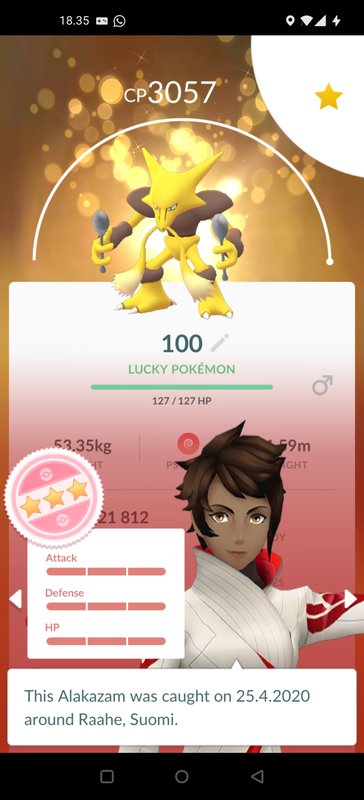 18.35
CP3057
100
LUCKY POKÉMON
127 / 127 HP
53.35kg
.59m
21 812
Attack
Defense
HP
This Alakazam was caught on 25.4.2020
around Raahe, Suomi.